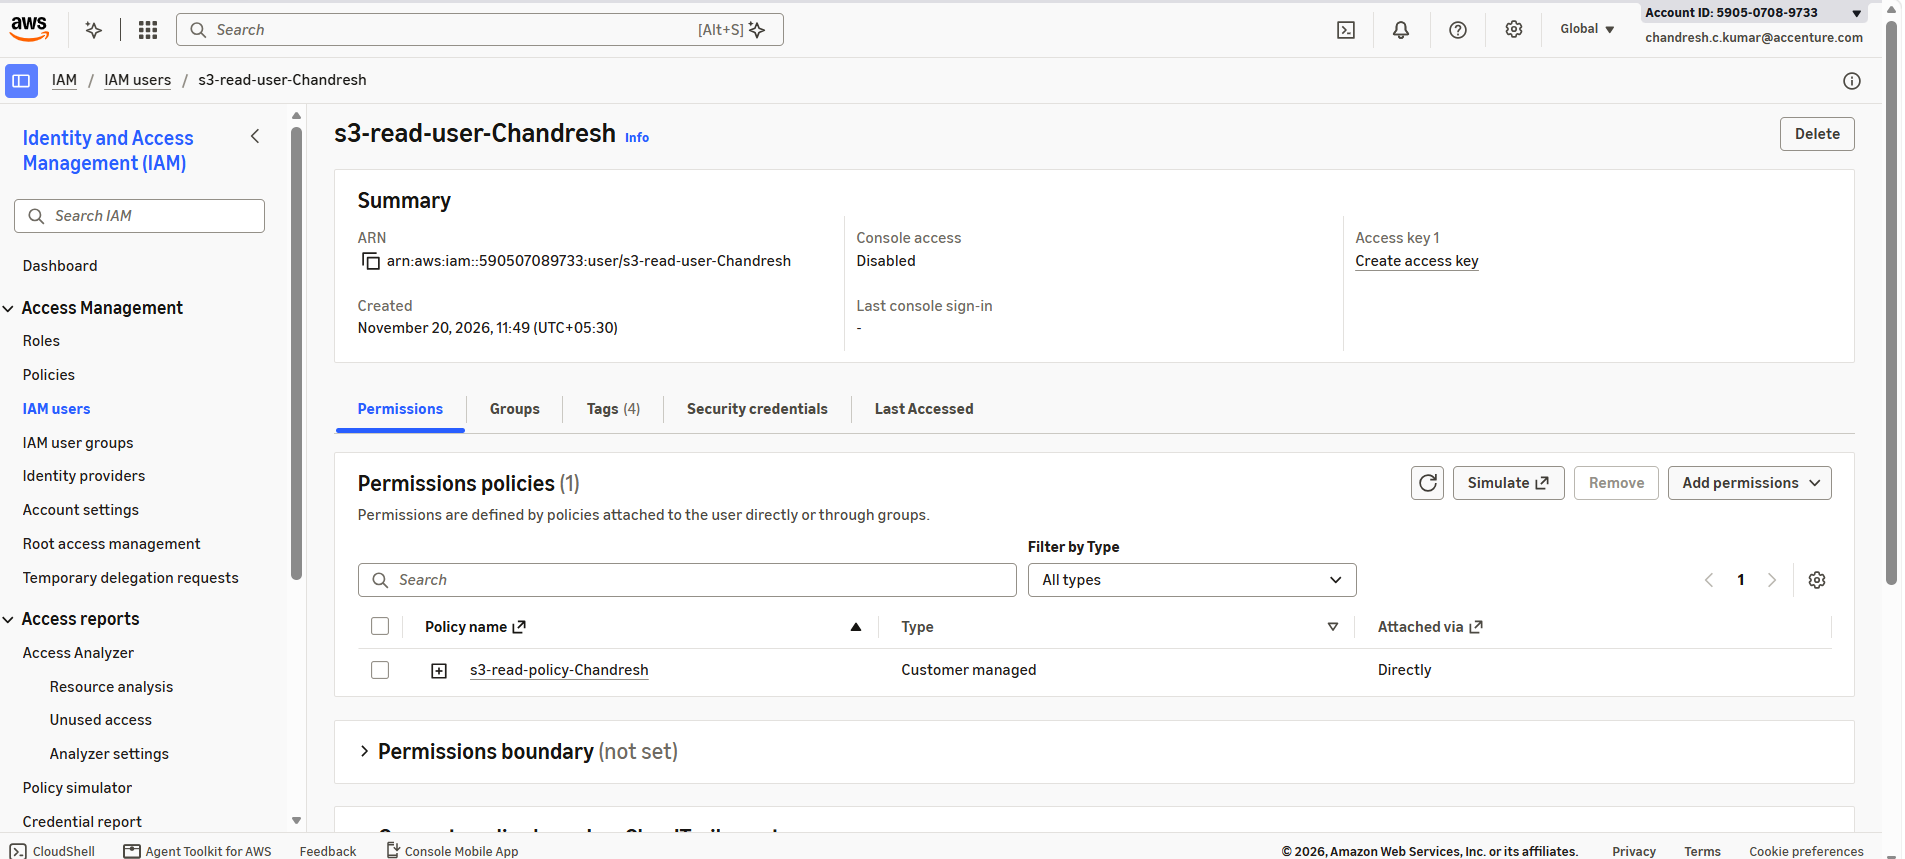 aws
Search [Alt+S]
Global
Account ID: 5905-0708-9733
chandresh.c.kumar@accenture.com
IAM / IAM users / s3-read-user-Chandresh
Identity and Access
Management (IAM)
Search IAM
Dashboard
Access Management
Roles
Policies
IAM users
IAM user groups
Identity providers
Account settings
Root access management
Temporary delegation requests
Access reports
Access Analyzer
Resource analysis
Unused access
Analyzer settings
Policy simulator
Credential report
s3-read-user-Chandresh Info
Delete
Summary
ARN
arn:aws:iam::590507089733:user/s3-read-user-Chandresh
Created
November 20, 2026, 11:49 (UTC+05:30)
Console access
Disabled
Last console sign-in
-
Access key 1
Create access key
Permissions Groups Tags (4) Security credentials Last Accessed
Permissions policies (1)
Simulate Remove Add permissions
Permissions are defined by policies attached to the user directly or through groups.
Filter by Type
Search All types 1
Policy name Type Attached via
s3-read-policy-Chandresh Customer managed Directly
Permissions boundary (not set)
CloudShell Agent Toolkit for AWS Feedback Console Mobile App
© 2026, Amazon Web Services, Inc. or its affiliates. Privacy Terms Cookie preferences